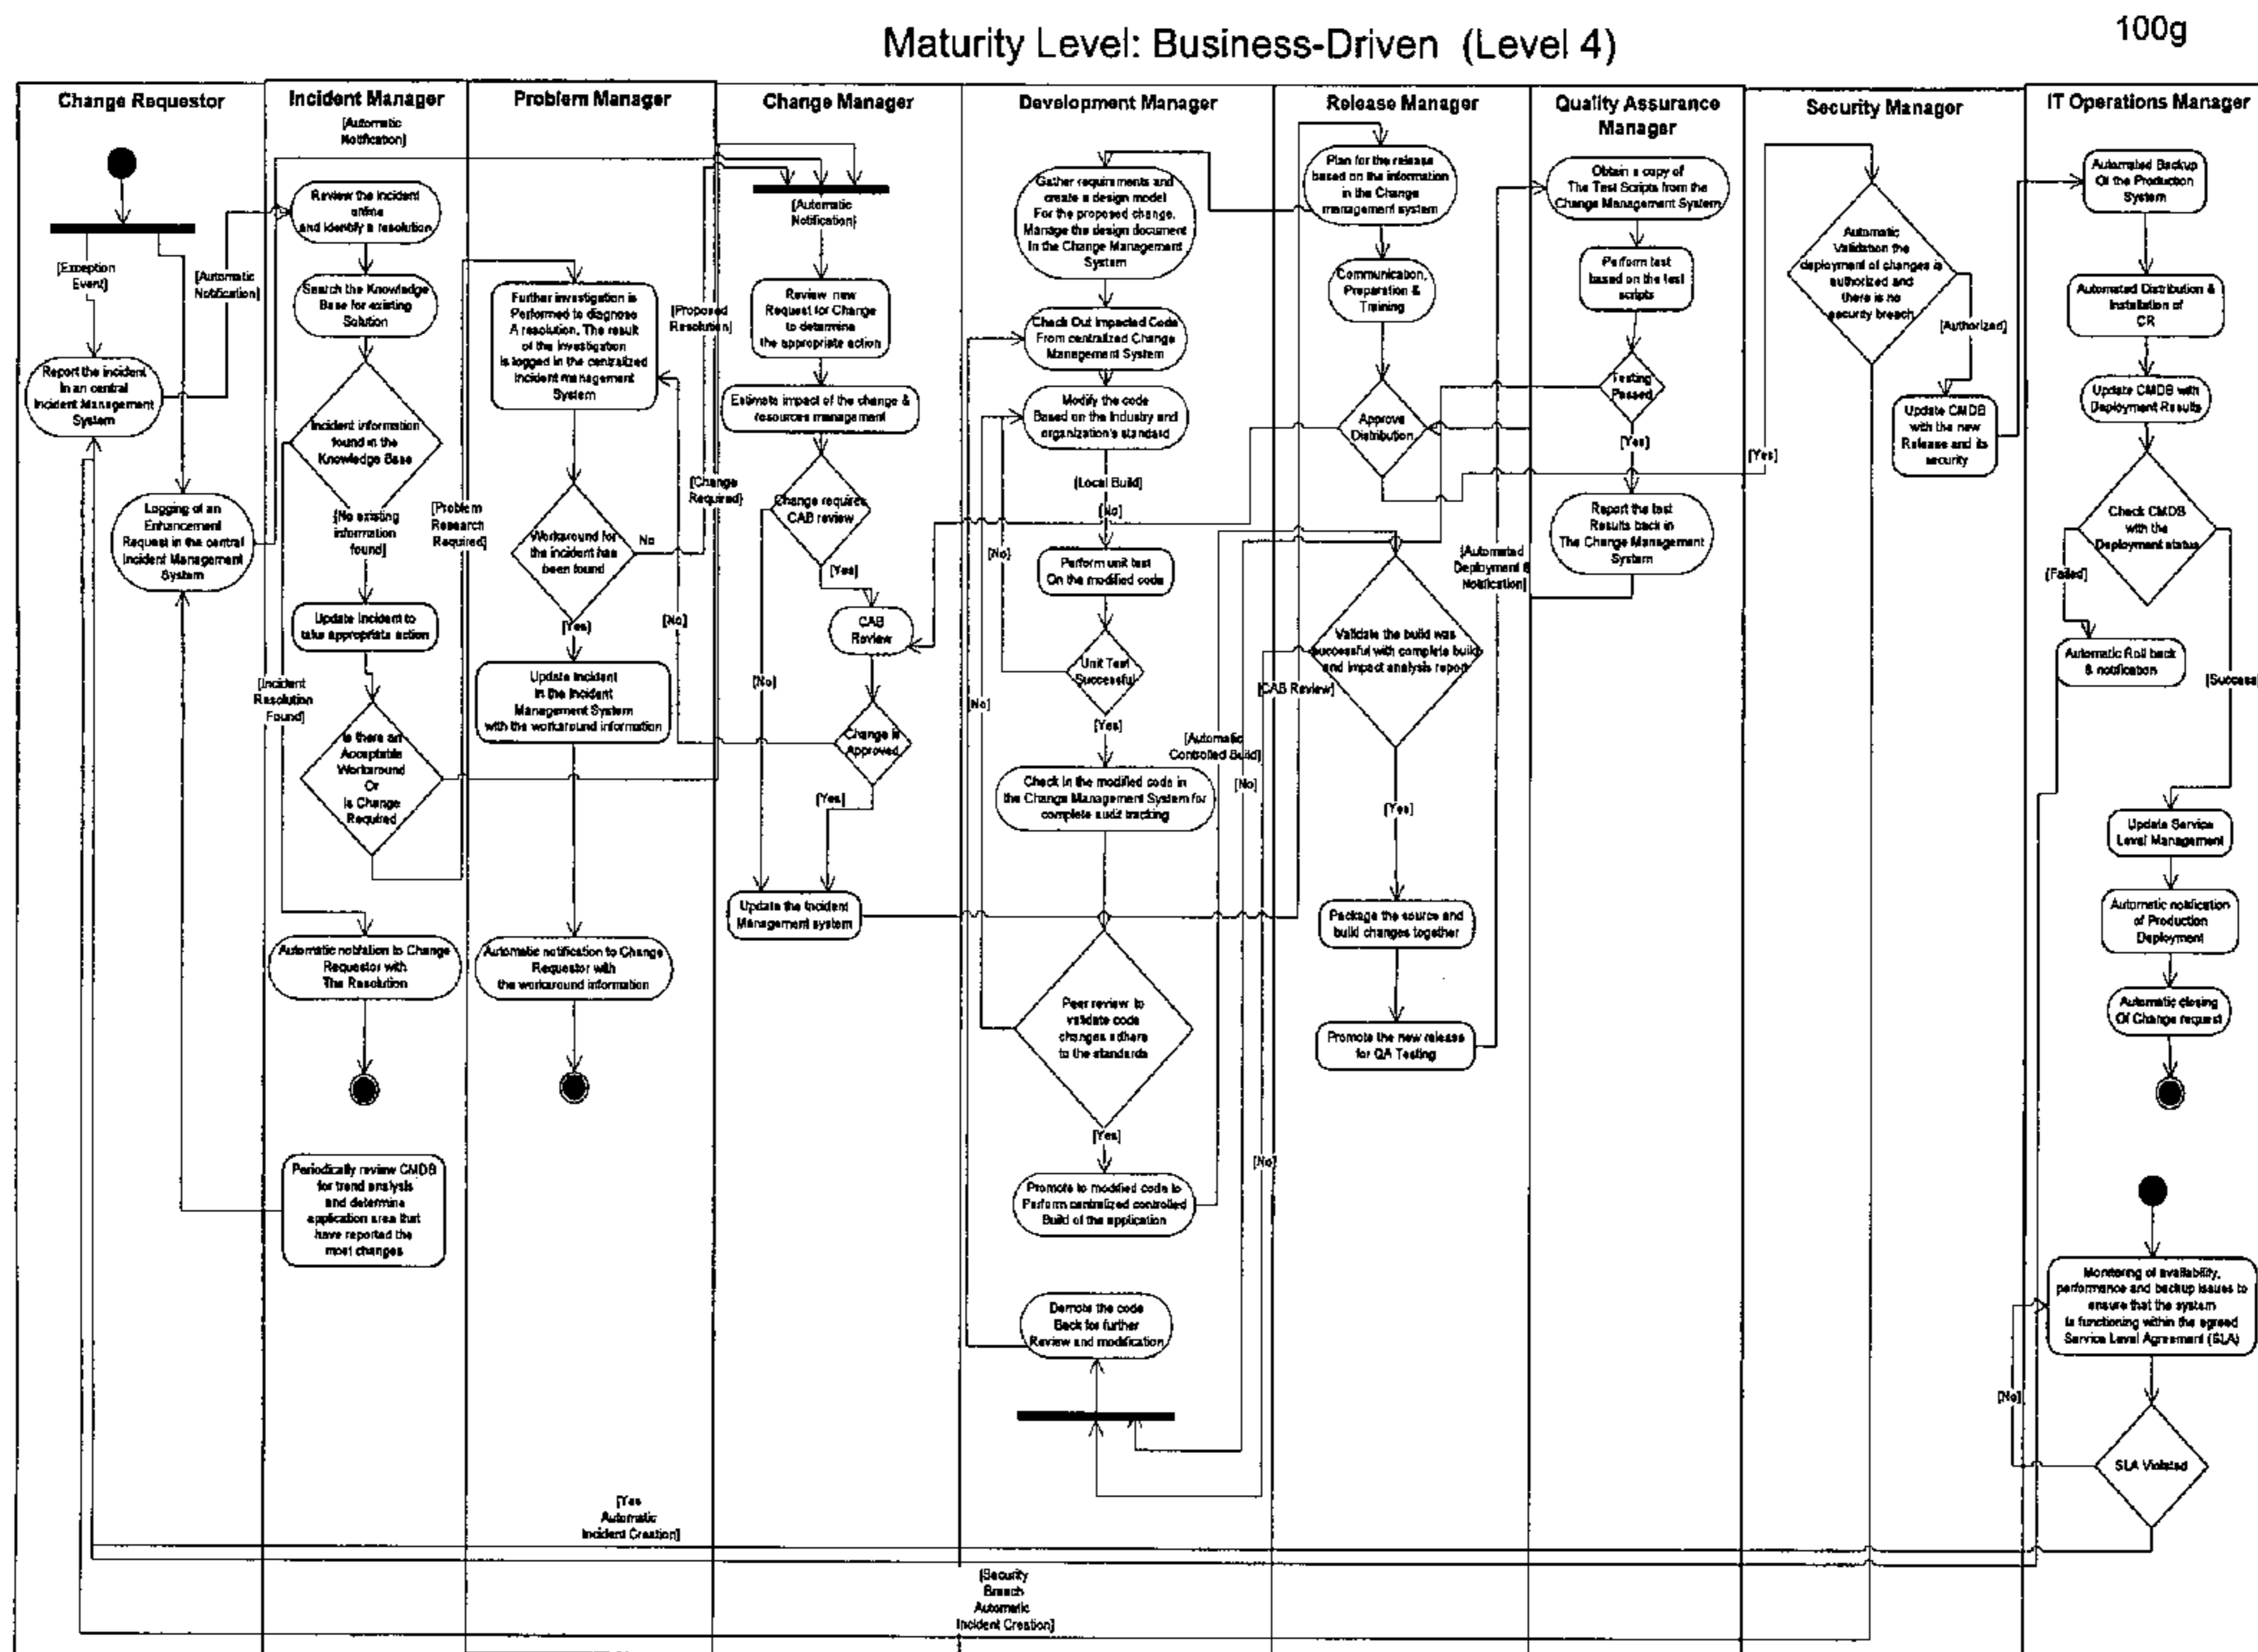 100g
Maturity Level: Business-Driven (Level 4)
Change Requestor
[Exception
Event]
[Automatic
Notification]
Report the incident
In an central
Incident Management
System
Logging of an
Enhancement
Request in the central
Incident Management
System
Incident Manager
[Automatic
Notification]
Review the Incident
online
and identify a resolution
Search the Knowledge
Base for existing
Solution
Incident information
found in the
Knowledge Base
[No existing
information
found]
[Problem
Research
Required]
Update Incident to
take appropriate action
[Incident
Resolution
Found]
Is there an
Acceptable
Workaround
Or
Is Change
Required
Automatic notifation to Change
Requestor with
The Resolution
Periodically review CMDB
for trend analysis
and determine
application area that
have reported the
most changes
Problem Manager
Further investigation is
Performed to diagnose
A resolution. The result
of the investigation
is logged in the centralized
Incident management
System
[Proposed
Resolution]
[Change
Required]
Workaround for
the incident has
been found
No
[Yes]
[No]
Update Incident
In the Incident
Management System
with the workaround information
Automatic notification to Change
Requestor with
the workaround information
[Yes
Automatic
Incident Creation]
Change Manager
[Automatic
Notification]
Review new
Request for Change
to determine
the appropriate action
Estimate impact of the change &
resources management
Change requires
CAB review
[Yes]
CAB
Review
[No]
Change is
Approved
[Yes]
Update the Incident
Management system
Development Manager
Gather requirements and
create a design model
For the proposed change.
Manage the design document
In the Change Management
System
Check Out Impacted Code
From centralized Change
Management System
Modify the code
Based on the Industry and
organization's standard
[Local Build]
[No]
[No]
Perform unit test
On the modified code
Unit Test
Successful
[No]
[Yes]
[Automatic
Controlled Build]
Check In the modified code in
the Change Management System for
complete audit tracking
Peer review to
validate code
changes adhere
to the standards
[Yes]
Promote to modified code to
Perform centralized controlled
Build of the application
Demote the code
Back for further
Review and modification
[Security
Breach
Automatic
Incident Creation]
Release Manager
Plan for the release
based on the information
in the Change
management system
Communication,
Preparation &
Training
Approve
Distribution
[Automated
Deployment &
Notification]
Validate the build was
successful with complete build
and impact analysis report
[CAB Review]
[No]
[Yes]
Package the source and
build changes together
Promote the new release
for QA Testing
[No]
Quality Assurance
Manager
Obtain a copy of
The Test Scripts from the
Change Management System
Perform test
based on the test
scripts
Testing
Passed
[Yes]
Report the test
Results back in
The Change Management
System
Security Manager
Automatic
Validation the
deployment of changes is
authorized and
there is no
security breach
[Authorized]
[Yes]
Update CMDB
with the new
Release and its
security
IT Operations Manager
Automated Backup
Of the Production
System
Automated Distribution &
Installation of
CR
Update CMDB with
Deployment Results
Check CMDB
with the
Deployment status
[Failed]
Automatic Roll back
& notification
[Success]
Update Service
Level Management
Automatic notification
of Production
Deployment
Automatic closing
Of Change request
Monitoring of availability,
performance and backup issues to
ensure that the system
is functioning within the agreed
Service Level Agreement (SLA)
[No]
SLA Violated